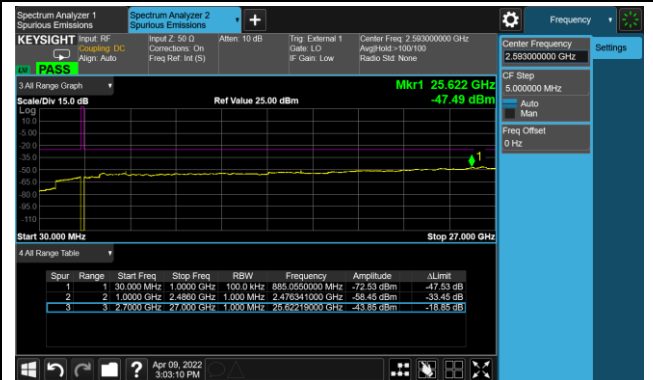 Spectrum Analyzer 1
Spurious Emissions
Spectrum Analyzer 2
Spurious Emissions
Frequency
KEYSIGHT
Input: RF
Coupling: DC
Align: Auto
Input Z: 50 Ω
Corrections: On
Freq Ref: Int (S)
Atten: 10 dB
Trig: External 1
Gate: LO
IF Gain: Low
Center Freq: 2.593000000 GHz
Avg|Hold:>100/100
Radio Std: None
LW PASS
Center Frequency
2.593000000 GHz
Settings
CF Step
5.000000 MHz
Auto
Man
Freq Offset
0 Hz
3 All Range Graph
Mkr1 25.622 GHz
Scale/Div 15.0 dB
Ref Value 25.00 dBm
-47.49 dBm
Log
10.0
-5.00
-20.0
-35.0
-50.0
-65.0
-80.0
-95.0
-110
1
Start 30.000 MHz
Stop 27.000 GHz
4 All Range Table
Spur Range Start Freq Stop Freq RBW Frequency Amplitude ΔLimit
1 1 30.000 MHz 1.0000 GHz 100.0 kHz 885.0550000 MHz -72.53 dBm -47.53 dB
2 2 1.0000 GHz 2.4860 GHz 1.000 MHz 2.476341000 GHz -58.45 dBm -33.45 dB
3 3 2.7000 GHz 27.000 GHz 1.000 MHz 25.62219000 GHz -43.85 dBm -18.85 dB
?
Apr 09, 2022
3:03:10 PM